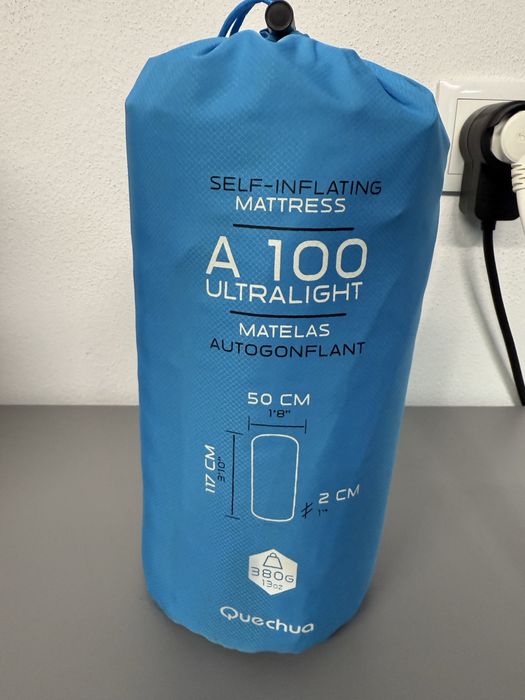 SELF-INFLATING
MATTRESS
A 100
ULTRALIGHT
MATELAS
AUTOGONFLANT
50 CM
1'8"
117 CM
3'10"
2 CM
1"
380G
13oz
Quechua